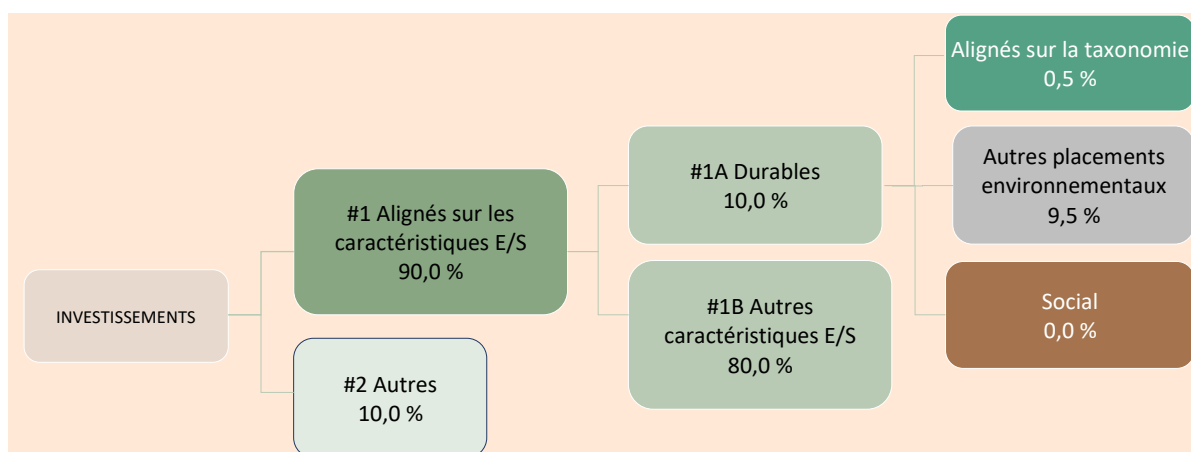 INVESTISSEMENTS
#1 Alignés sur les
caractéristiques E/S
90,0 %
#2 Autres
10,0 %
#1A Durables
10,0 %
#1B Autres
caractéristiques E/S
80,0 %
Alignés sur la taxonomie
0,5 %
Autres placements
environnementaux
9,5 %
Social
0,0 %